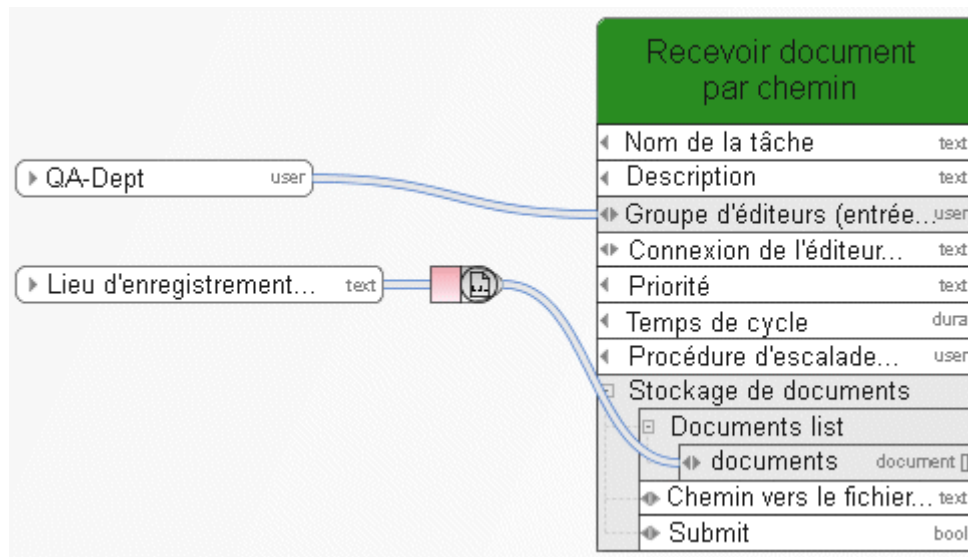 Recevoir document
par chemin
Nom de la tâche text
Description text
QA-Dept user
Groupe d'éditeurs (entrée... user
Connexion de l'éditeur... text
Lieu d'enregistrement... text
Priorité text
Temps de cycle dura
Procédure d'escalade... user
Stockage de documents
Documents list
documents document []
Chemin vers le fichier... text
Submit bool